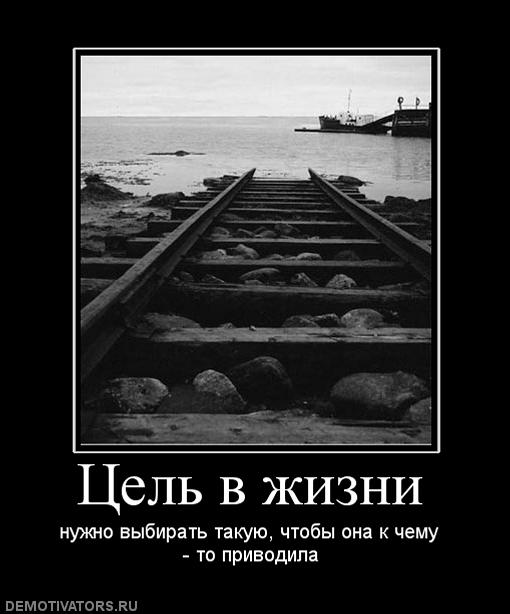 Цель в жизни
нужно выбирать такую, чтобы она к чему
- то приводила
DEMOTIVATORS.RU